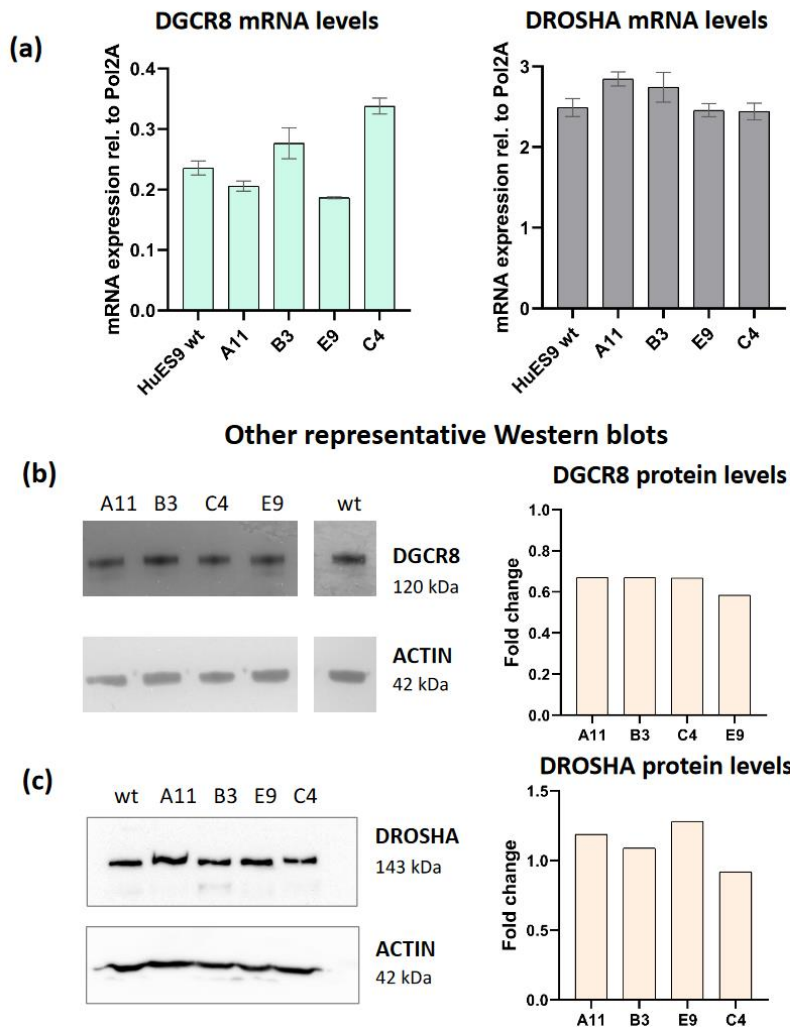 DGCR8 mRNA levels
DROSHA mRNA levels
(a)
mRNA expression rel. to Pol2A
0.4
0.3
0.2
0.1
0.0
HuES9 wt
A11
B3
E9
C4
mRNA expression rel. to Pol2A
3
2
1
0
HuES9 wt
A11
B3
E9
C4
Other representative Western blots
(b)
A11 B3 C4 E9 wt
DGCR8
120 kDa
ACTIN
42 kDa
DGCR8 protein levels
Fold change
1.0
0.8
0.6
0.4
0.2
0.0
A11 B3 C4 E9
(c)
wt A11 B3 E9 C4
DROSHA
143 kDa
ACTIN
42 kDa
DROSHA protein levels
Fold change
1.5
1.0
0.5
0.0
A11 B3 E9 C4